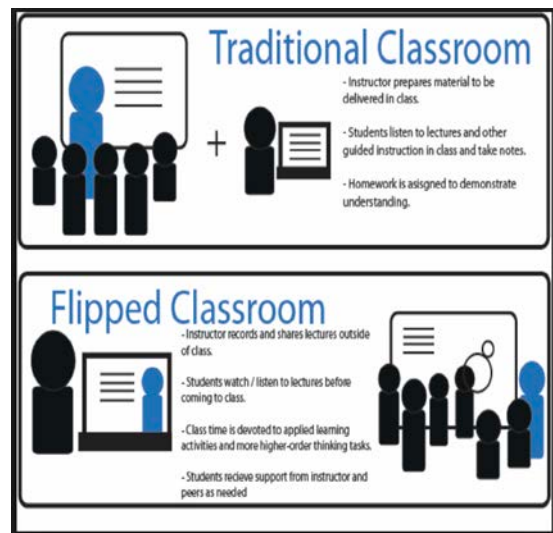 Traditional Classroom
- Instructor prepares material to be
delivered in class.
- Students listen to lectures and other
guided instruction in class and take notes.
- Homework is asigned to demonstrate
understanding.
Flipped Classroom
- Instructor records and shares lectures outside
of class.
- Students watch / listen to lectures before
coming to class.
- Class time is devoted to applied learning
activities and more higher-order thinking tasks.
- Students recieve support from instructor and
peers as needed